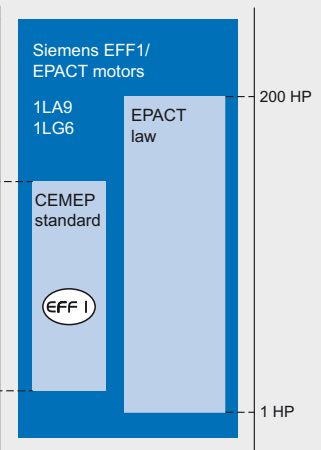 Siemens EFF1/
EPACT motors
1LA9
1LG6
200 HP
EPACT
law
CEMEP
standard
EFF 1
1 HP